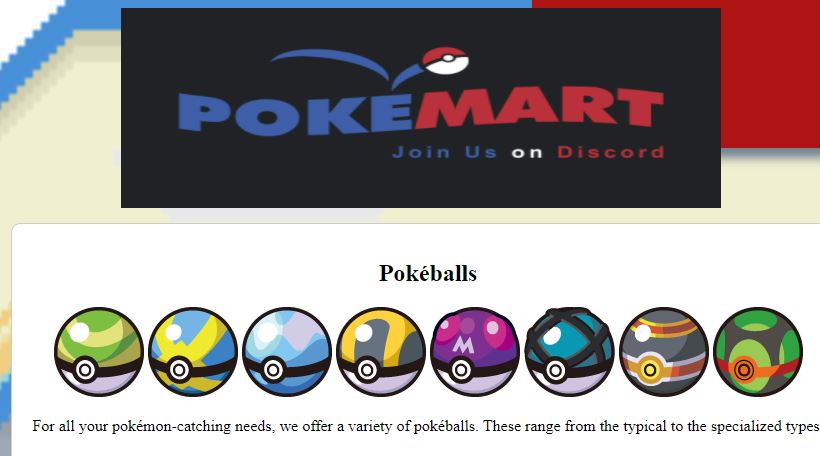 POKEMART
Join Us on Discord
Pokéballs
M
For all your pokémon-catching needs, we offer a variety of pokéballs. These range from the typical to the specialized types